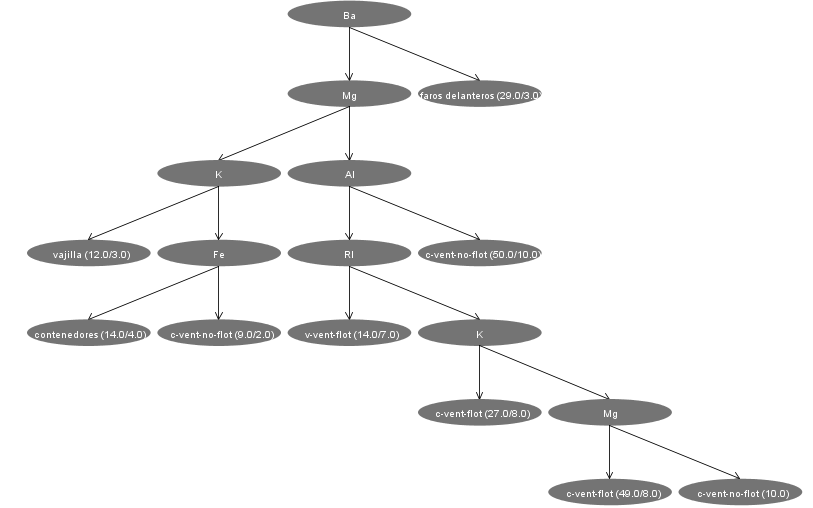 Ba
Mg
faros delanteros (29.0/3.0)
K
Al
vajilla (12.0/3.0)
Fe
RI
c-vent-no-flot (50.0/10.0)
contenedores (14.0/4.0)
c-vent-no-flot (9.0/2.0)
v-vent-flot (14.0/7.0)
K
c-vent-flot (27.0/8.0)
Mg
c-vent-flot (49.0/8.0)
c-vent-no-flot (10.0)